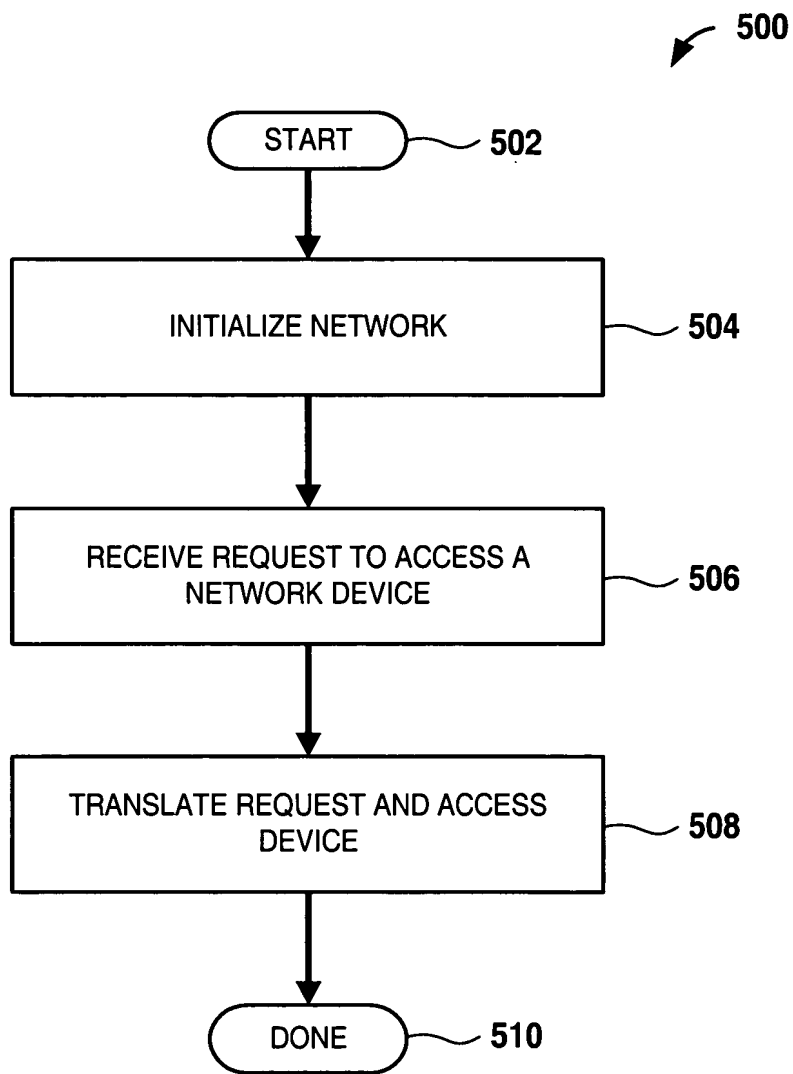 500
START
502
INITIALIZE NETWORK
504
RECEIVE REQUEST TO ACCESS A
NETWORK DEVICE
506
TRANSLATE REQUEST AND ACCESS
DEVICE
508
DONE
510